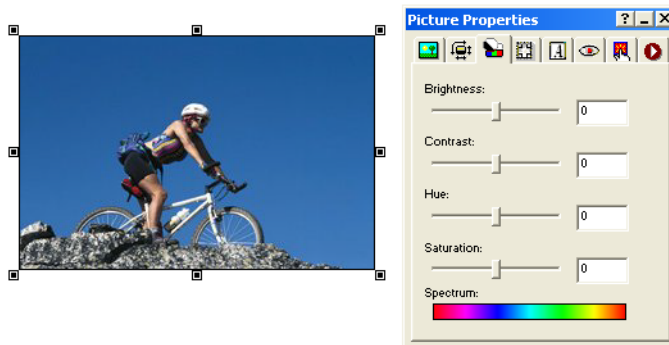 Picture Properties
A
Brightness:
0
Contrast:
0
Hue:
0
Saturation:
0
Spectrum: